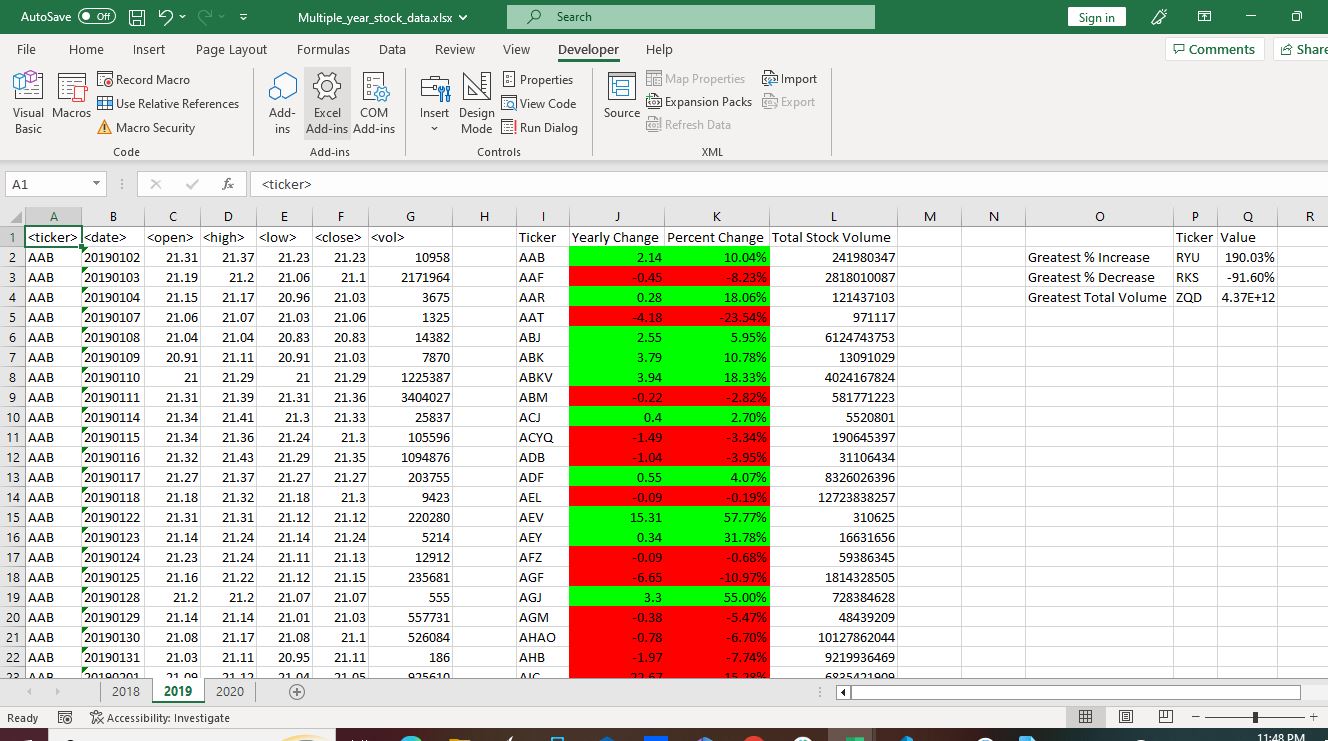 AutoSave Off Multiple_year_stock_data.xlsx Search Sign in
File Home Insert Page Layout Formulas Data Review View Developer Help Comments Share
Visual Basic Macros Record Macro Use Relative References Macro Security
Add-ins Excel Add-ins COM Add-ins
Insert Design Mode Properties View Code Run Dialog
Source Map Properties Expansion Packs Refresh Data Import Export
Code Add-ins Controls XML
A1 fx <ticker>
A B C D E F G H I J K L M N O P Q R
1 <ticker> <date> <open> <high> <low> <close> <vol> Ticker Yearly Change Percent Change Total Stock Volume Ticker Value
2 AAB 20190102 21.31 21.37 21.23 21.23 10958 AAB 2.14 10.04% 241980347 Greatest % Increase RYU 190.03%
3 AAB 20190103 21.19 21.2 21.06 21.1 2171964 AAF -0.45 -8.23% 2818010087 Greatest % Decrease RKS -91.60%
4 AAB 20190104 21.15 21.17 20.96 21.03 3675 AAR 0.28 18.06% 121437103 Greatest Total Volume ZQD 4.37E+12
5 AAB 20190107 21.06 21.07 21.03 21.06 1325 AAT -4.18 -23.54% 971117
6 AAB 20190108 21.04 21.04 20.83 20.83 14382 ABJ 2.55 5.95% 6124743753
7 AAB 20190109 20.91 21.11 20.91 21.03 7870 ABK 3.79 10.78% 13091029
8 AAB 20190110 21 21.29 21 21.29 1225387 ABKV 3.94 18.33% 4024167824
9 AAB 20190111 21.31 21.39 21.31 21.36 3404027 ABM -0.22 -2.82% 581771223
10 AAB 20190114 21.34 21.41 21.3 21.33 25837 ACJ 0.4 2.70% 5520801
11 AAB 20190115 21.34 21.36 21.24 21.3 105596 ACYQ -1.49 -3.34% 190645397
12 AAB 20190116 21.32 21.43 21.29 21.35 1094876 ADB -1.04 -3.95% 31106434
13 AAB 20190117 21.27 21.37 21.27 21.27 203755 ADF 0.55 4.07% 8326026396
14 AAB 20190118 21.18 21.32 21.18 21.3 9423 AEL -0.09 -0.19% 12723838257
15 AAB 20190122 21.31 21.31 21.12 21.12 220280 AEV 15.31 57.77% 310625
16 AAB 20190123 21.14 21.24 21.14 21.24 5214 AEY 0.34 31.78% 16631656
17 AAB 20190124 21.23 21.24 21.11 21.13 12912 AFZ -0.09 -0.68% 59386345
18 AAB 20190125 21.16 21.22 21.12 21.15 235681 AGF -6.65 -10.97% 1814328505
19 AAB 20190128 21.2 21.2 21.07 21.07 555 AGJ 3.3 55.00% 728384628
20 AAB 20190129 21.14 21.14 21.01 21.03 557731 AGM -0.38 -5.47% 48439209
21 AAB 20190130 21.08 21.17 21.08 21.1 526084 AHAO -0.78 -6.70% 10127862044
22 AAB 20190131 21.03 21.11 20.95 21.11 186 AHB -1.97 -7.74% 9219936469
23 AAB 20190201 21.09 21.12 21.04 21.05 925610
2018 2019 2020
Ready Accessibility: Investigate
11:48 PM